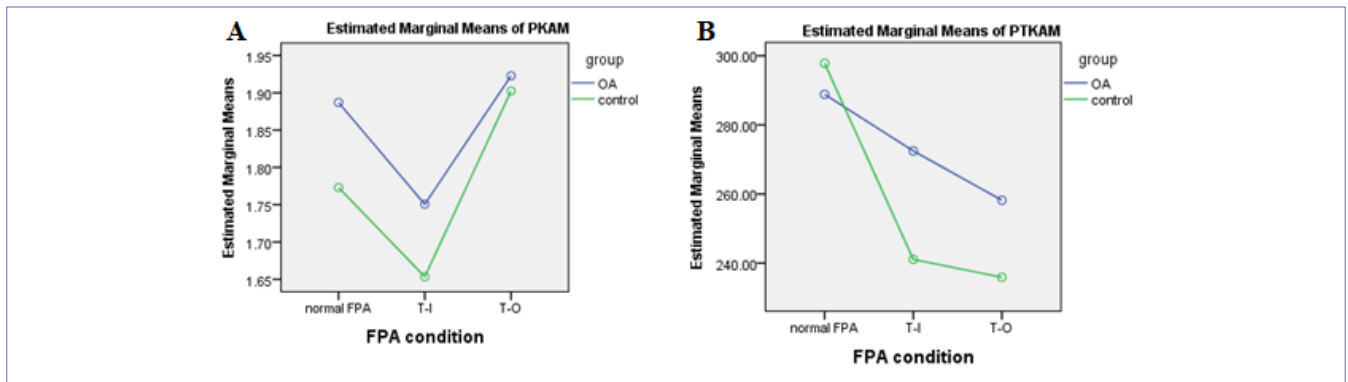 A
Estimated Marginal Means of PKAM
Estimated Marginal Means
1.95
1.90
1.85
1.80
1.75
1.70
1.65
normal FPA
T-I
T-O
FPA condition
group
OA
control
B
Estimated Marginal Means of PTKAM
Estimated Marginal Means
300.00
280.00
260.00
240.00
normal FPA
T-I
T-O
FPA condition
group
OA
control